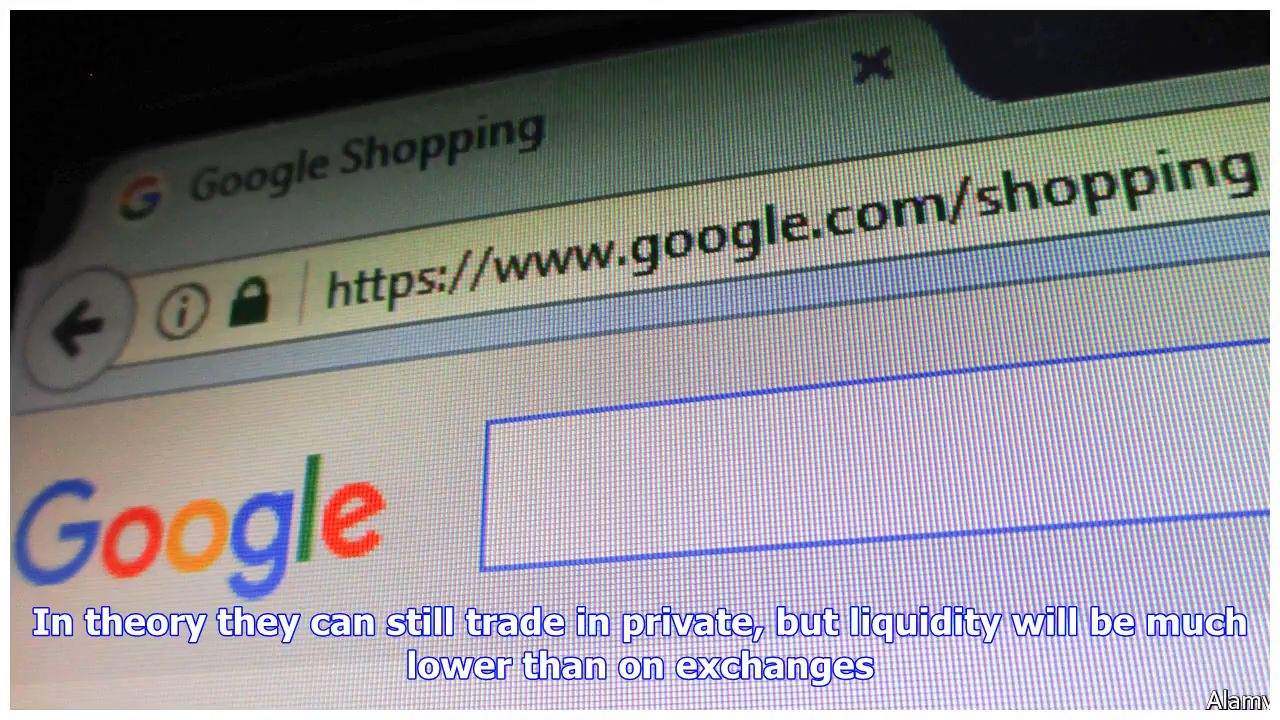 Google Shopping
https://www.google.com/shopping
Google
In theory they can still trade in private, but liquidity will be much
lower than on exchanges
Alamy